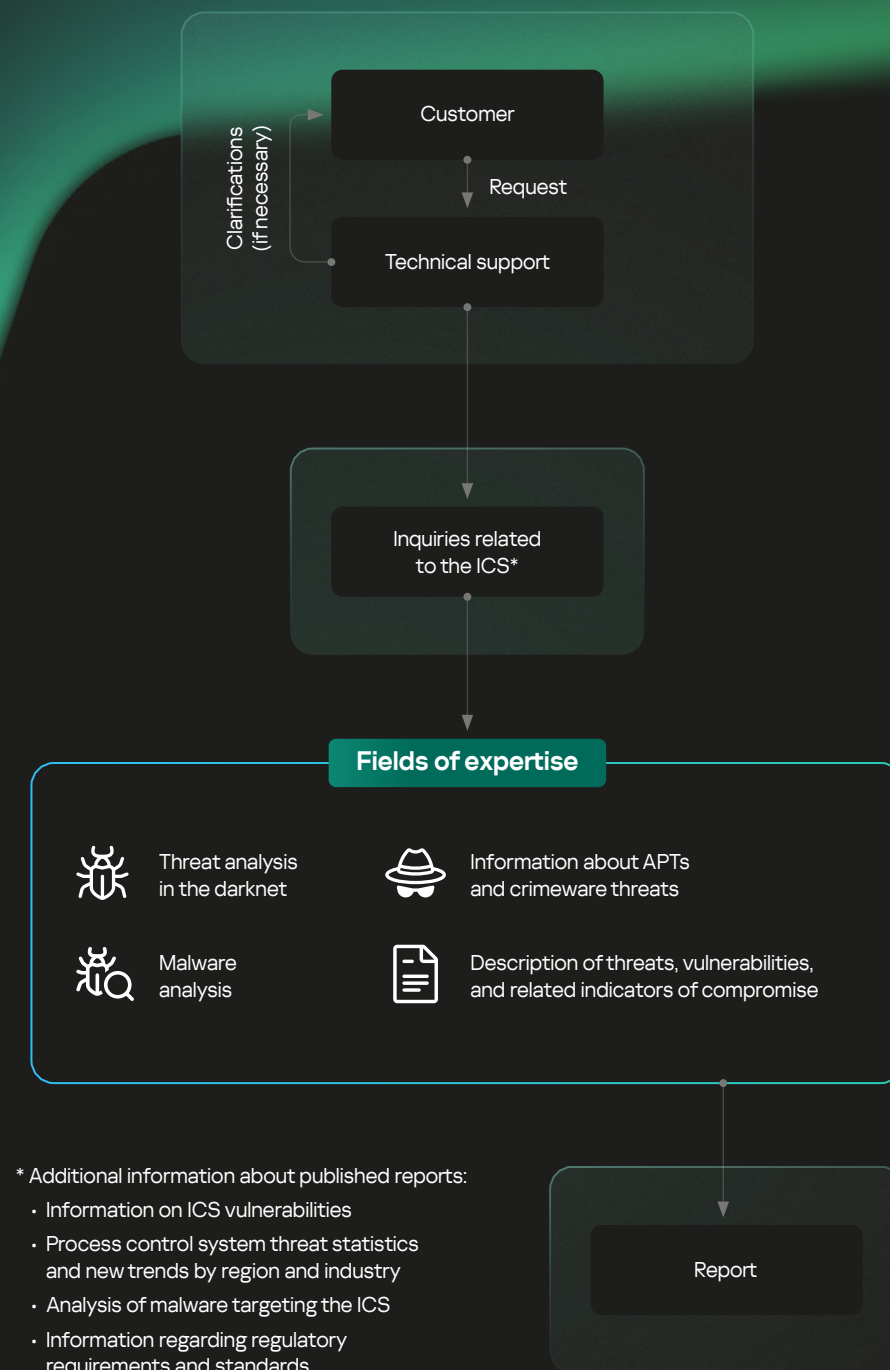 Customer
Clarifications
(if necessary)
Request
Technical support
Inquiries related
to the ICS*
Fields of expertise
Threat analysis
in the darknet
Information about APTs
and crimeware threats
Malware
analysis
Description of threats, vulnerabilities,
and related indicators of compromise
* Additional information about published reports:
• Information on ICS vulnerabilities
• Process control system threat statistics
and new trends by region and industry
• Analysis of malware targeting the ICS
• Information regarding regulatory
requirements and standards
Report